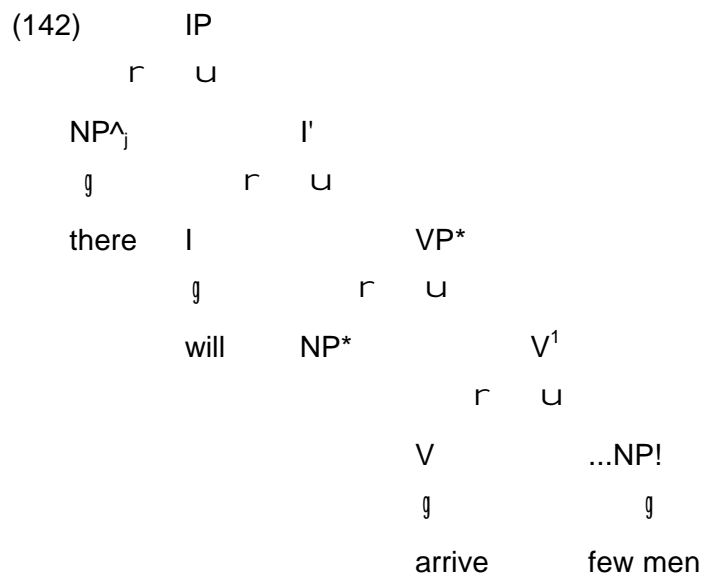 (142) IP
r u
NP^j I'
g r u
there I VP*
g r u
will NP* V1
r u
V ...NP!
g g
arrive few men